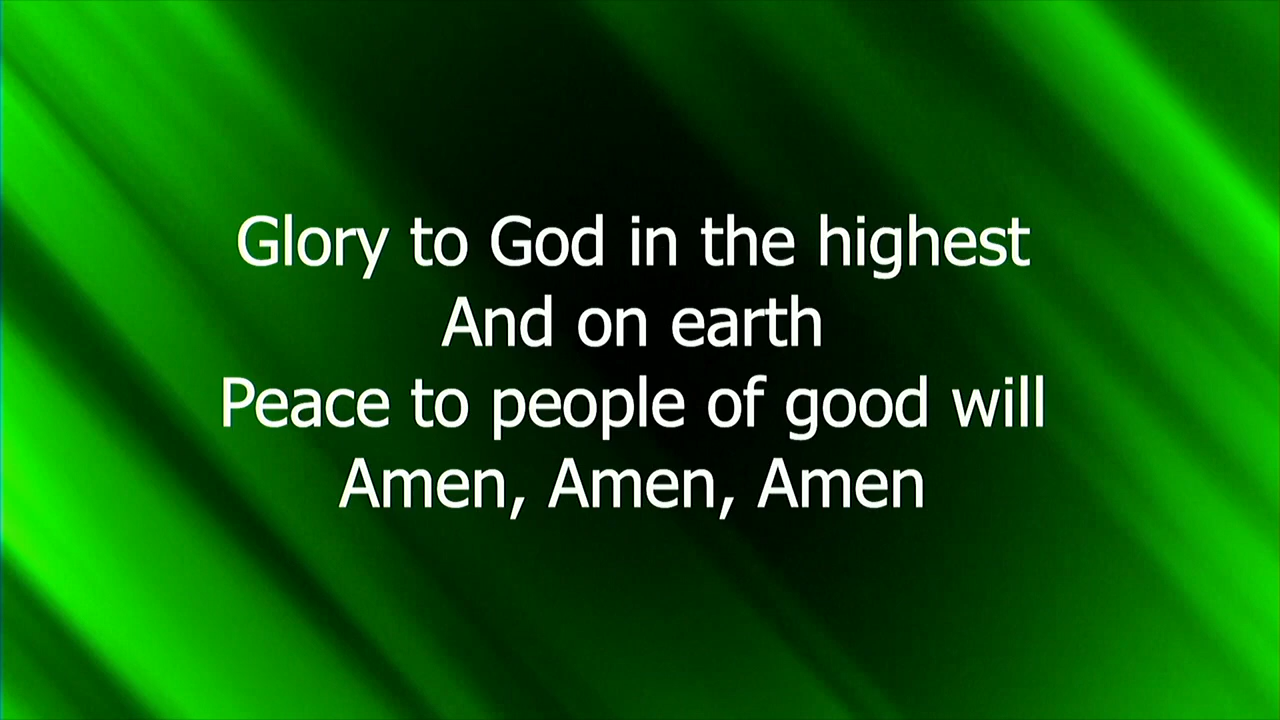 Glory to God in the highest
And on earth
Peace to people of good will
Amen, Amen, Amen